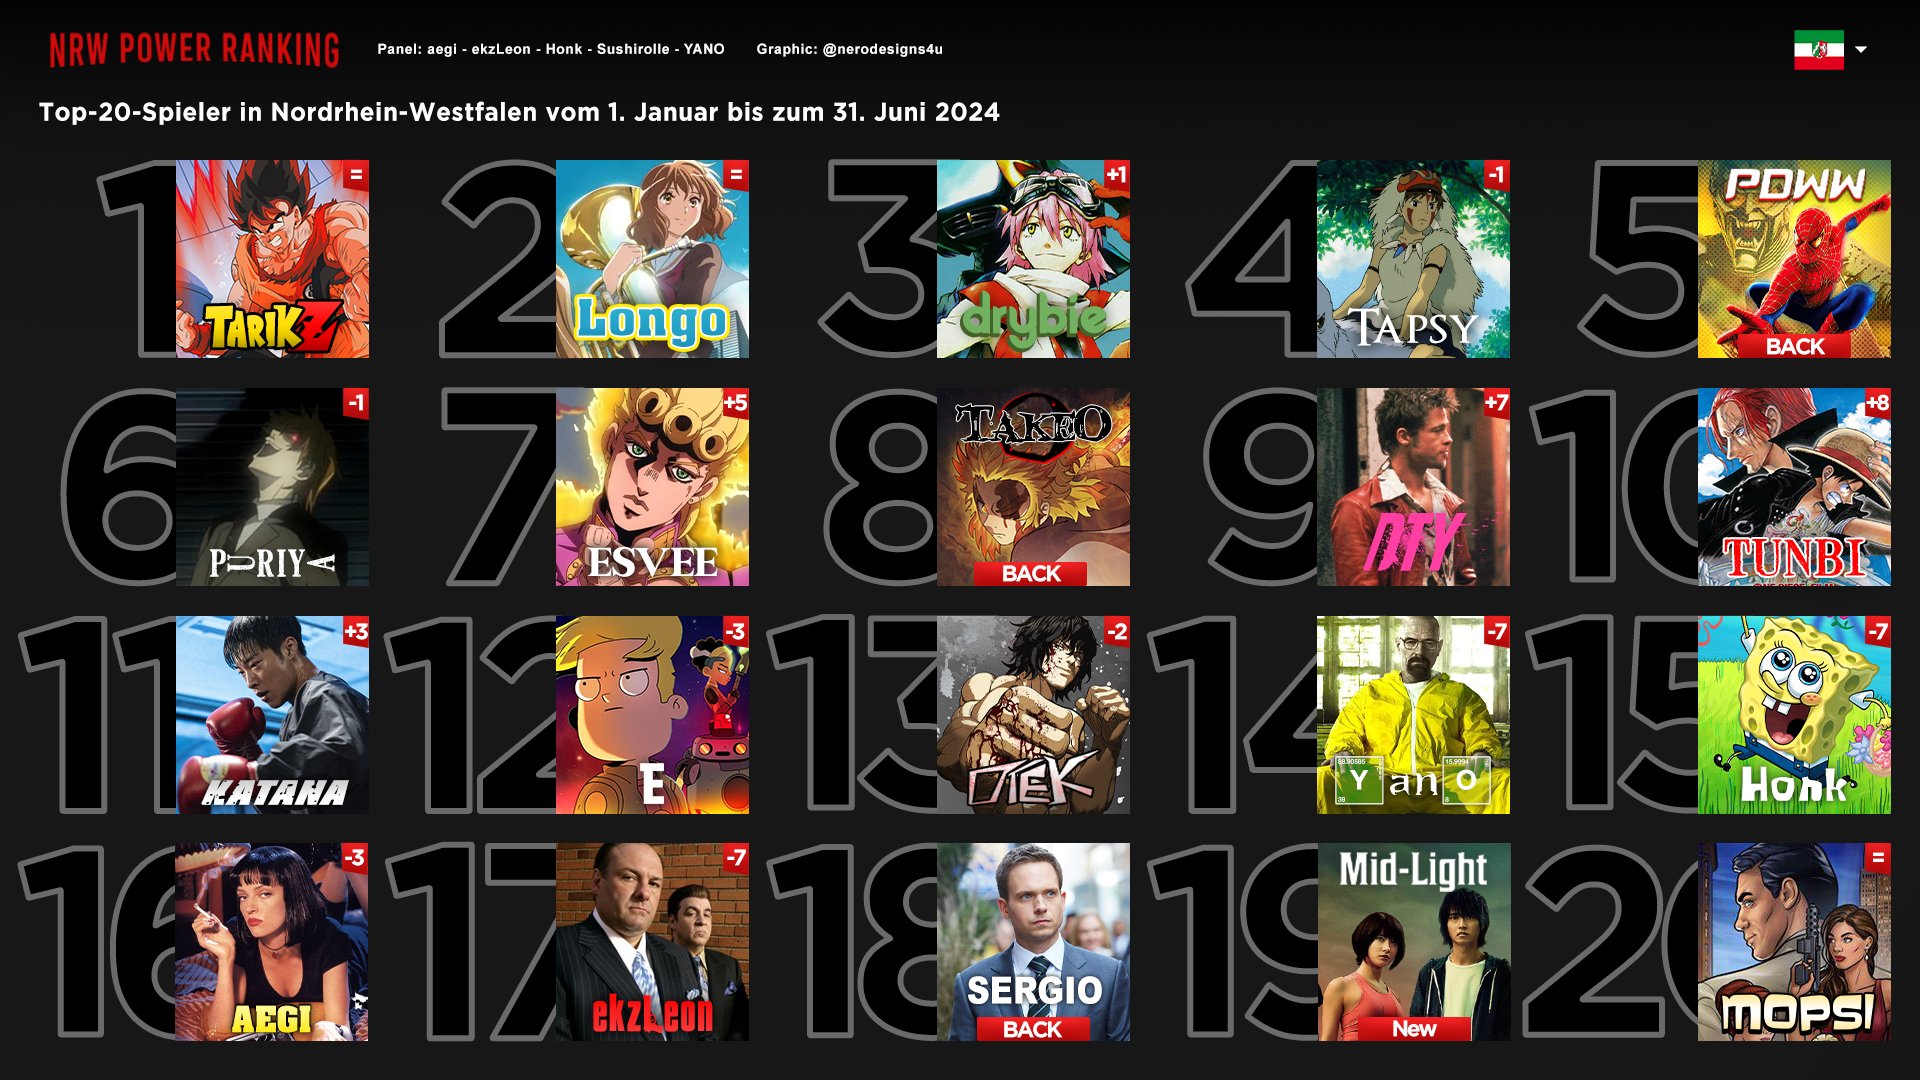 NRW POWER RANKING
Panel: aegi - ekzLeon - Honk - Sushirolle - YANO
Graphic: @nerodesigns4u
Top-20-Spieler in Nordrhein-Westfalen vom 1. Januar bis zum 31. Juni 2024
1
=
TARIK Z
2
=
Longo
3
+1
drybie
4
-1
TAPSY
5
PDWW
BACK
6
-1
PURIYA
7
+5
ESVEE
8
TAKEO
BACK
9
+7
DTY
10
+8
TUNBI
11
+3
KATANA
12
-3
E
13
-2
OTEK
14
-7
YanO
15
-7
Honk
16
-3
AEGI
17
-7
ekzLeon
18
SERGIO
BACK
19
Mid-Light
New
20
=
MOPSI